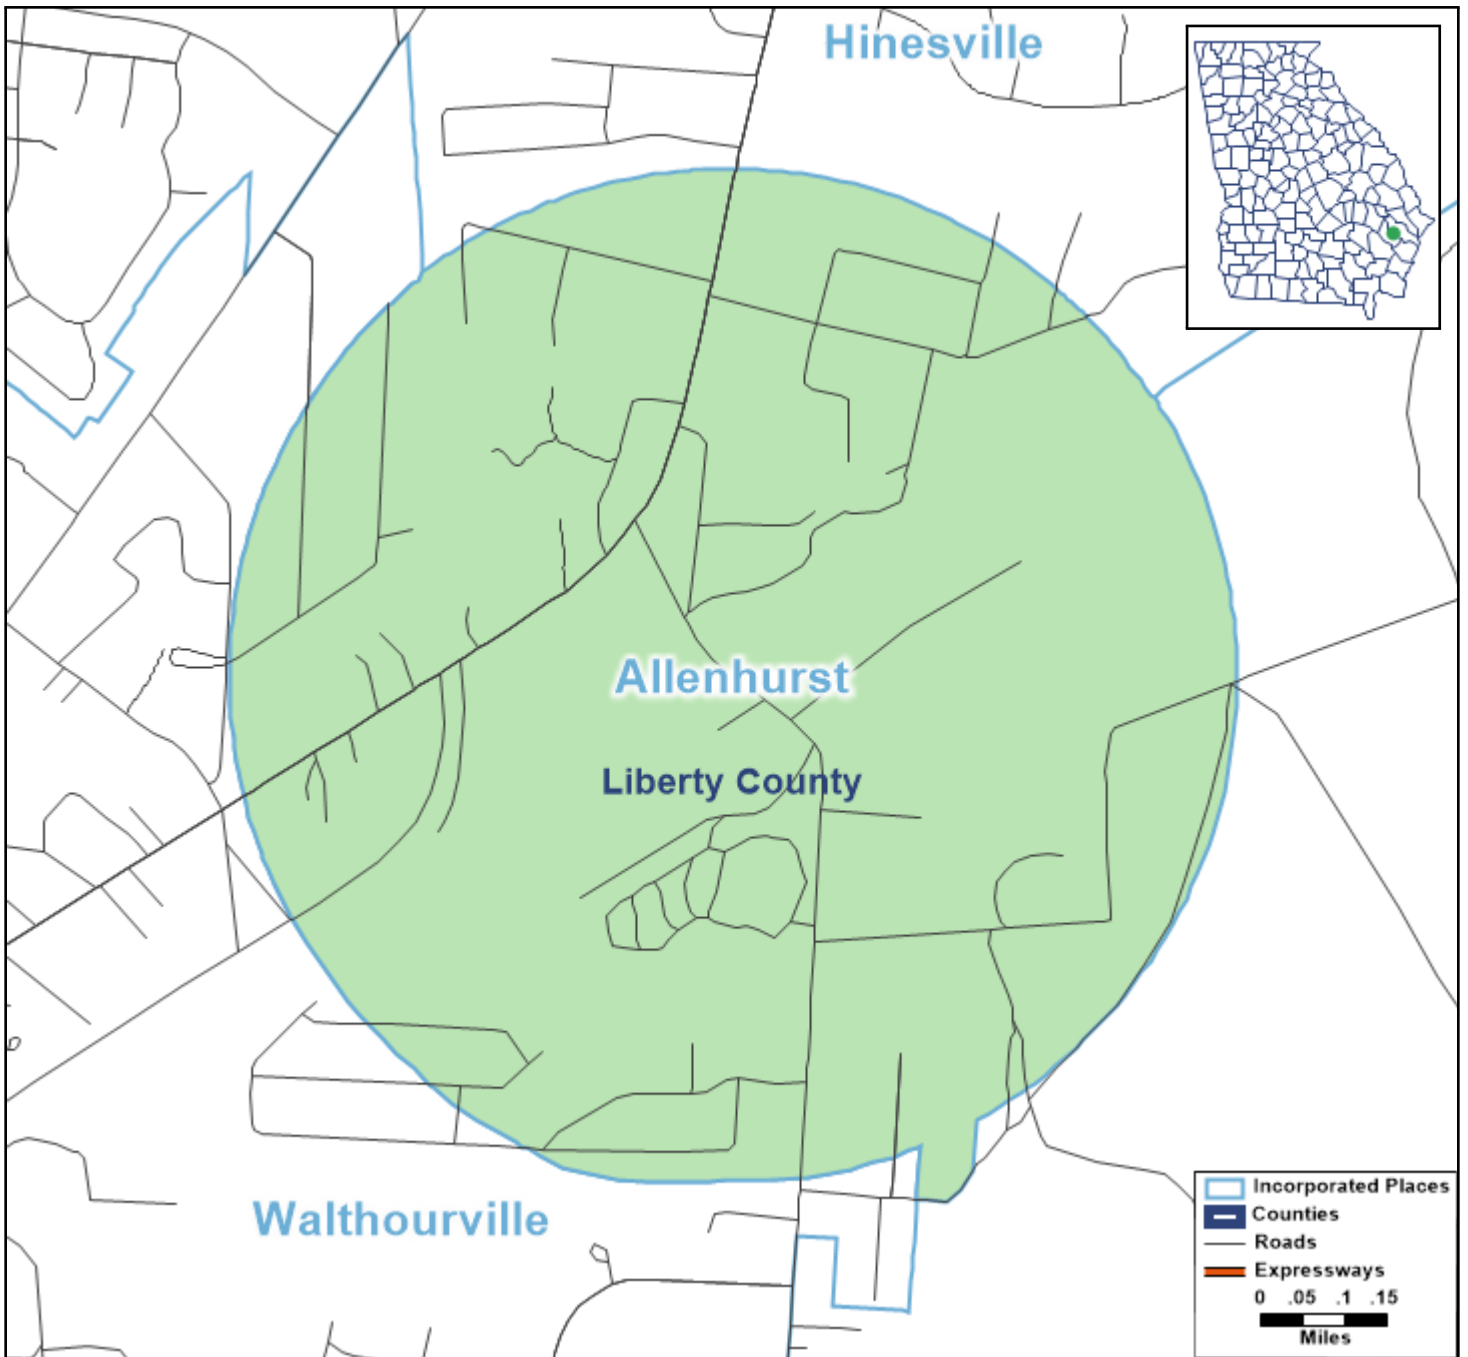 Hinesville
Allenhurst
Liberty County
Walthourville
Incorporated Places
Counties
Roads
Expressways
0 .05 .1 .15
Miles